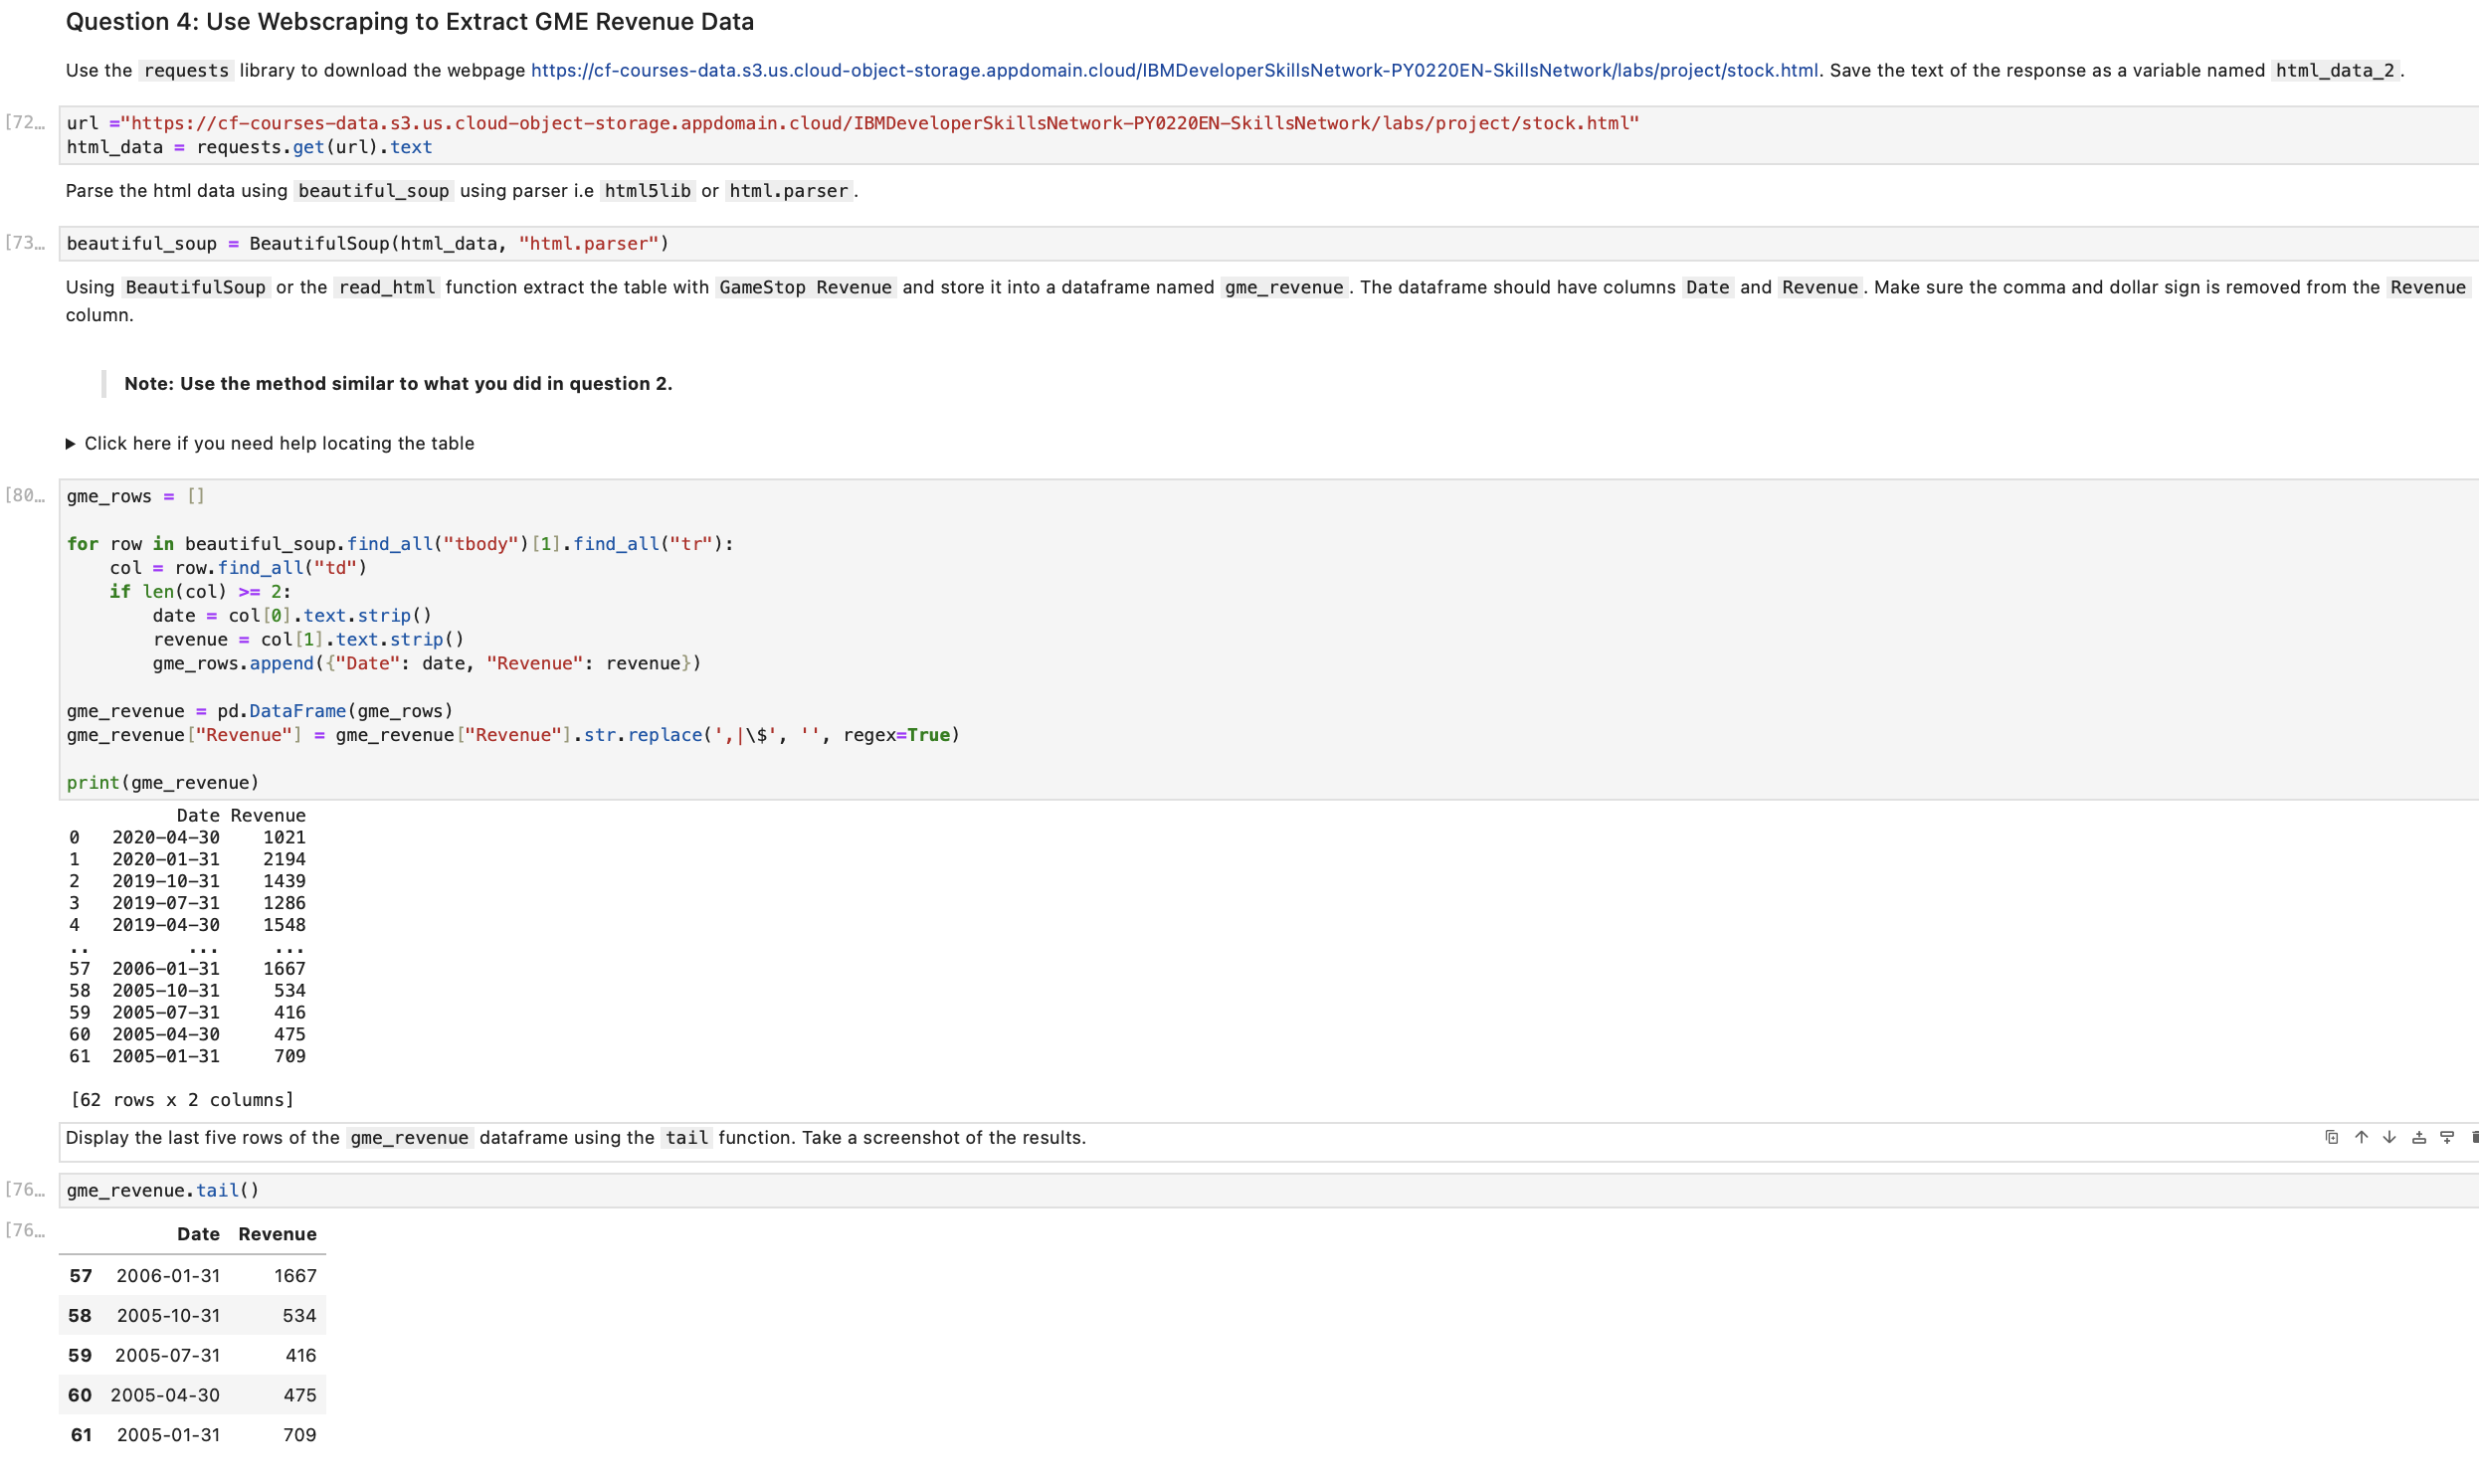 Question 4: Use Webscraping to Extract GME Revenue Data
Use the requests library to download the webpage https://cf-courses-data.s3.us.cloud-object-storage.appdomain.cloud/IBMDeveloperSkillsNetwork-PY0220EN-SkillsNetwork/labs/project/stock.html. Save the text of the response as a variable named html_data_2.
[72… url ="https://cf-courses-data.s3.us.cloud-object-storage.appdomain.cloud/IBMDeveloperSkillsNetwork-PY0220EN-SkillsNetwork/labs/project/stock.html"
html_data = requests.get(url).text
Parse the html data using beautiful_soup using parser i.e html5lib or html.parser.
[73… beautiful_soup = BeautifulSoup(html_data, "html.parser")
Using BeautifulSoup or the read_html function extract the table with GameStop Revenue and store it into a dataframe named gme_revenue. The dataframe should have columns Date and Revenue. Make sure the comma and dollar sign is removed from the Revenue
column.
Note: Use the method similar to what you did in question 2.
▶ Click here if you need help locating the table
[80… gme_rows = []
for row in beautiful_soup.find_all("tbody")[1].find_all("tr"):
    col = row.find_all("td")
    if len(col) >= 2:
        date = col[0].text.strip()
        revenue = col[1].text.strip()
        gme_rows.append({"Date": date, "Revenue": revenue})
gme_revenue = pd.DataFrame(gme_rows)
gme_revenue["Revenue"] = gme_revenue["Revenue"].str.replace(',|\$', '', regex=True)
print(gme_revenue)
Date Revenue
0 2020-04-30 1021
1 2020-01-31 2194
2 2019-10-31 1439
3 2019-07-31 1286
4 2019-04-30 1548
.. ... ...
57 2006-01-31 1667
58 2005-10-31 534
59 2005-07-31 416
60 2005-04-30 475
61 2005-01-31 709
[62 rows x 2 columns]
Display the last five rows of the gme_revenue dataframe using the tail function. Take a screenshot of the results.
[76… gme_revenue.tail()
[76… Date Revenue
57 2006-01-31 1667
58 2005-10-31 534
59 2005-07-31 416
60 2005-04-30 475
61 2005-01-31 709